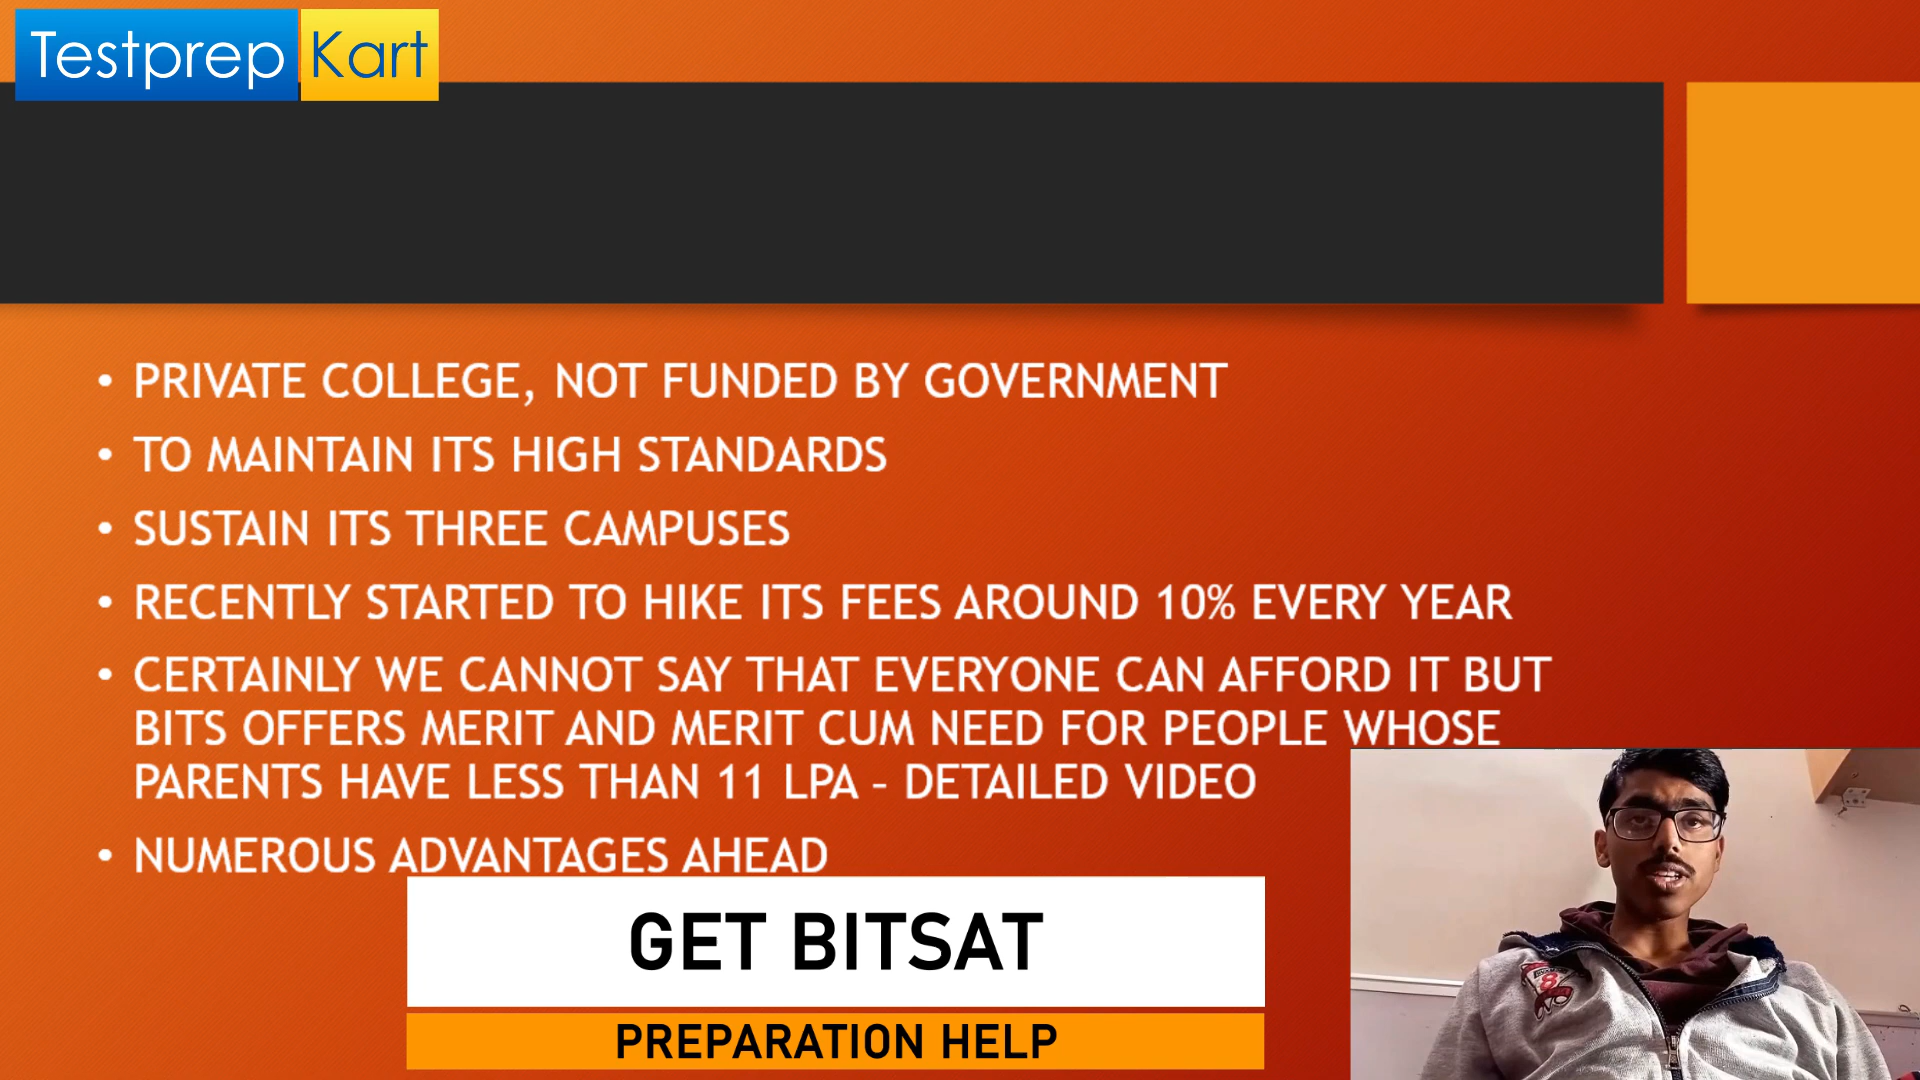 Testprep Kart
• PRIVATE COLLEGE, NOT FUNDED BY GOVERNMENT
• TO MAINTAIN ITS HIGH STANDARDS
• SUSTAIN ITS THREE CAMPUSES
• RECENTLY STARTED TO HIKE ITS FEES AROUND 10% EVERY YEAR
• CERTAINLY WE CANNOT SAY THAT EVERYONE CAN AFFORD IT BUT
BITS OFFERS MERIT AND MERIT CUM NEED FOR PEOPLE WHOSE
PARENTS HAVE LESS THAN 11 LPA – DETAILED VIDEO
• NUMEROUS ADVANTAGES AHEAD
GET BITSAT
PREPARATION HELP
8